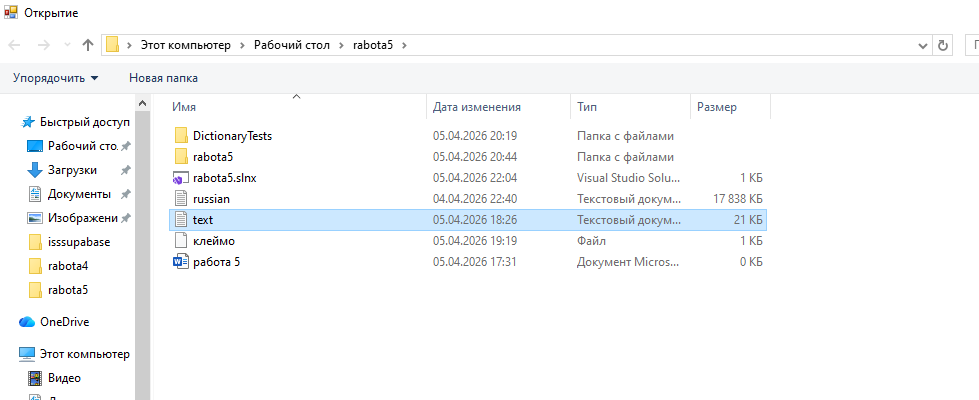 Открытие
Этот компьютер > Рабочий стол > rabota5 >
Упорядочить Новая папка
Имя Дата изменения Тип Размер
Быстрый доступ
Рабочий сто.
Загрузки
Документы
Изображени
isssupabase
rabota4
rabota5
OneDrive
Этот компьютер
Видео
DictionaryTests 05.04.2026 20:19 Папка с файлами
rabota5 05.04.2026 20:44 Папка с файлами
rabota5.slnx 05.04.2026 22:04 Visual Studio Solu... 1 КБ
russian 04.04.2026 22:40 Текстовый докум... 17 838 КБ
text 05.04.2026 18:26 Текстовый докум... 21 КБ
клеймо 05.04.2026 19:19 Файл 1 КБ
работа 5 05.04.2026 17:31 Документ Micros... 0 КБ